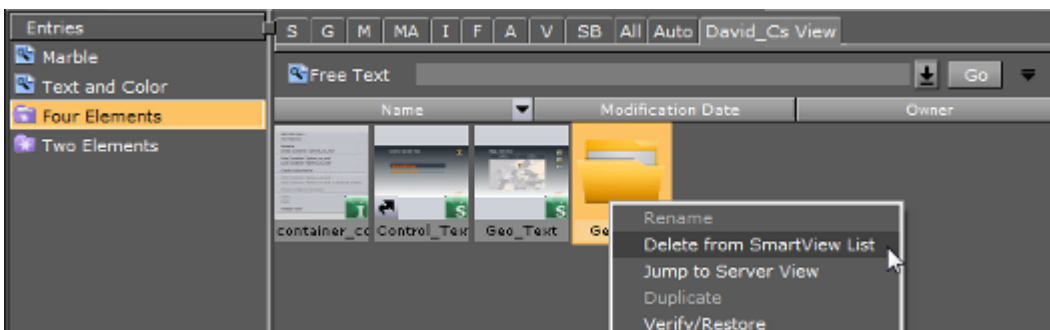 Entries
S G M MA I F A V SB All Auto David_Cs View
Marble
Text and Color
Four Elements
Two Elements
Free Text
Go
Name Modification Date Owner
I S S
container_co Control_Tex Geo_Text Ge
Rename
Delete from SmartView List
Jump to Server View
Duplicate
Verify/Restore